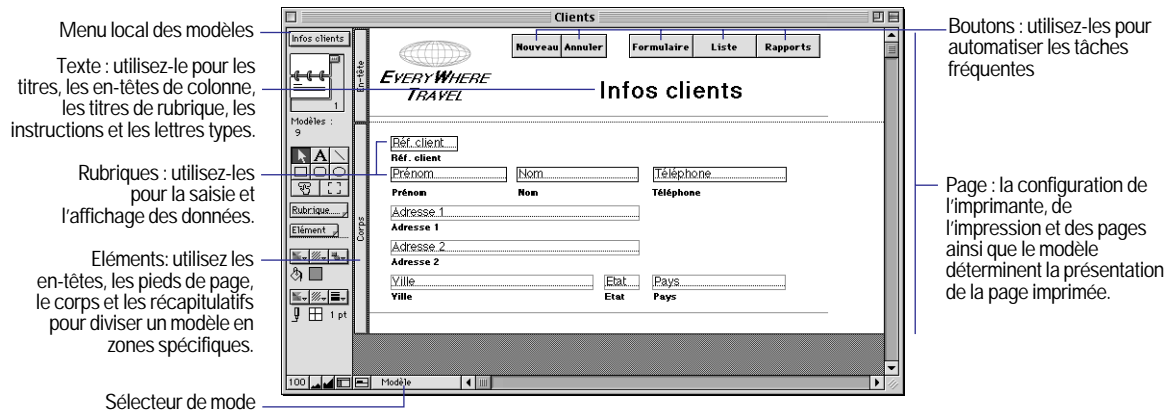 Clients
Menu local des modèles
Texte : utilisez-le pour les
titres, les en-têtes de colonne,
les titres de rubrique, les
instructions et les lettres types.
Rubriques : utilisez-les
pour la saisie et
l'affichage des données.
Eléments: utilisez les
en-têtes, les pieds de page,
le corps et les récapitulatifs
pour diviser un modèle en
zones spécifiques.
Sélecteur de mode
Infos clients
1
Modèles :
9
A
Rubrique
Elément
1 pt
100
Modèle
En-tête
Corps
EVERYWHERE
TRAVEL
Nouveau Annuler Formulaire Liste Rapports
Infos clients
Réf. client
Réf. client
Prénom Nom Téléphone
Prénom Nom Téléphone
Adresse 1
Adresse 1
Adresse 2
Adresse 2
Ville Etat Pays
Ville Etat Pays
Boutons : utilisez-les pour
automatiser les tâches
fréquentes
Page : la configuration de
l'imprimante, de
l'impression et des pages
ainsi que le modèle
déterminent la présentation
de la page imprimée.